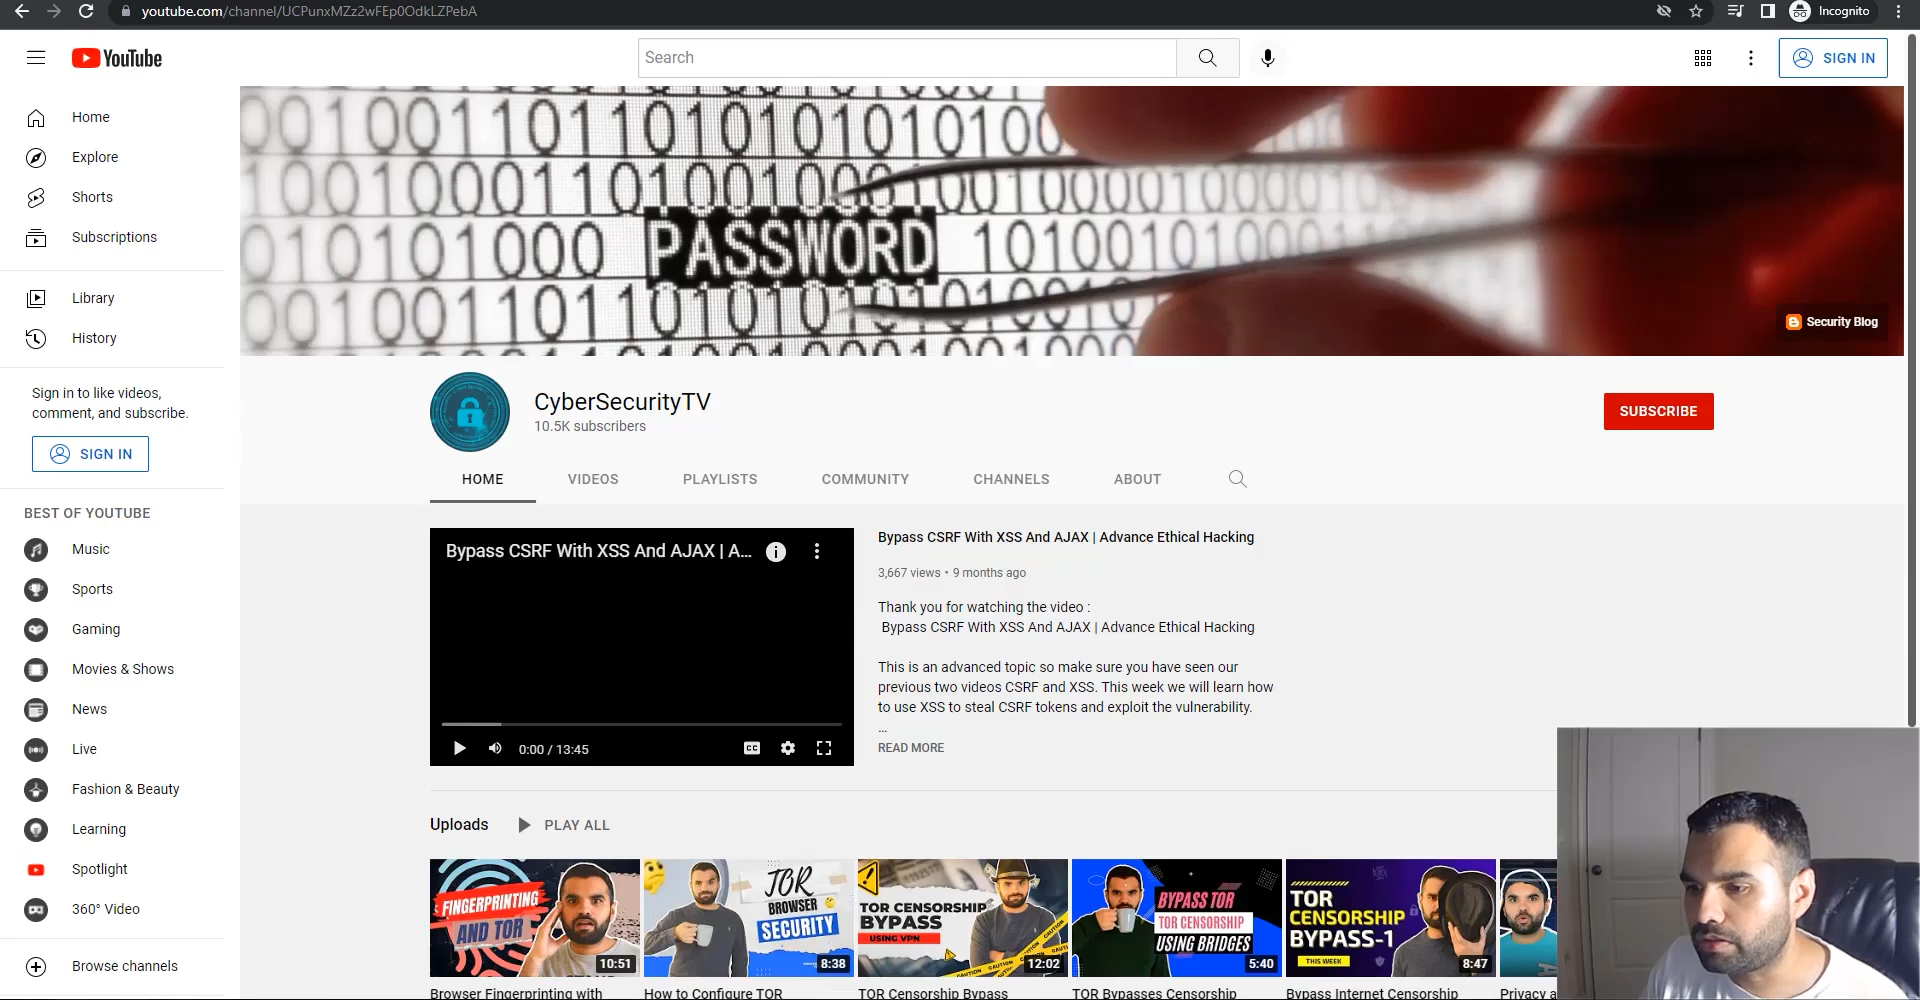 youtube.com/channel/UCPunxMZz2wFEp0OdkLZPebA
Incognito
YouTube
Search
SIGN IN
Home
Explore
Shorts
Subscriptions
Library
History
Sign in to like videos,
comment, and subscribe.
SIGN IN
BEST OF YOUTUBE
Music
Sports
Gaming
Movies & Shows
News
Live
Fashion & Beauty
Learning
Spotlight
360° Video
Browse channels
PASSWORD
Security Blog
CyberSecurityTV
10.5K subscribers
SUBSCRIBE
HOME
VIDEOS
PLAYLISTS
COMMUNITY
CHANNELS
ABOUT
Bypass CSRF With XSS And AJAX | A...
CC
0:00 / 13:45
Bypass CSRF With XSS And AJAX | Advance Ethical Hacking
3,667 views • 9 months ago
Thank you for watching the video :
Bypass CSRF With XSS And AJAX | Advance Ethical Hacking
This is an advanced topic so make sure you have seen our
previous two videos CSRF and XSS. This week we will learn how
to use XSS to steal CSRF tokens and exploit the vulnerability.
...
READ MORE
Uploads
PLAY ALL
FINGERPRINTING
AND TOR
10:51
TOR
BROWSER
SECURITY
8:38
TOR CENSORSHIP
BYPASS
USING VPN
CAUTION
12:02
BYPASS TOR
TOR CENSORSHIP
USING BRIDGES
5:40
TOR
CENSORSHIP
BYPASS-1
THIS WEEK
8:47
Browser Fingerprinting with
How to Configure TOR
TOR Censorship Bypass
TOR Bypasses Censorship
Bypass Internet Censorship
Privacy a